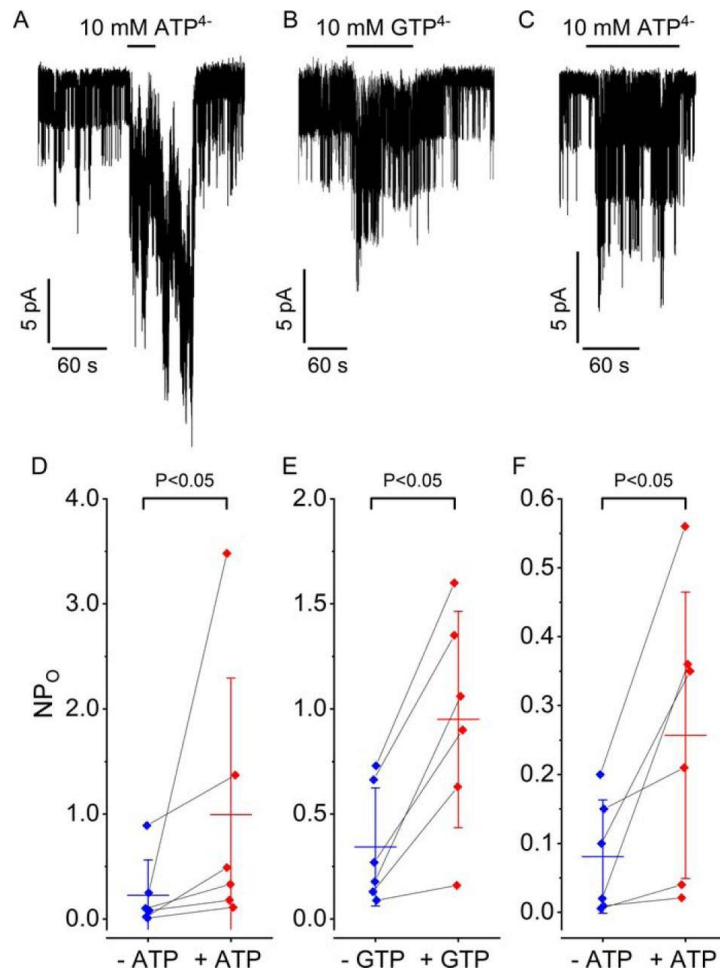 A
10 mM ATP⁴⁻
B
10 mM GTP⁴⁻
C
10 mM ATP⁴⁻
5 pA
60 s
5 pA
60 s
5 pA
60 s
D
P<0.05
E
P<0.05
F
P<0.05
NP₀
4.0
3.0
2.0
1.0
0.0
- ATP + ATP
2.0
1.5
1.0
0.5
0.0
- GTP + GTP
0.6
0.5
0.4
0.3
0.2
0.1
0.0
- ATP + ATP